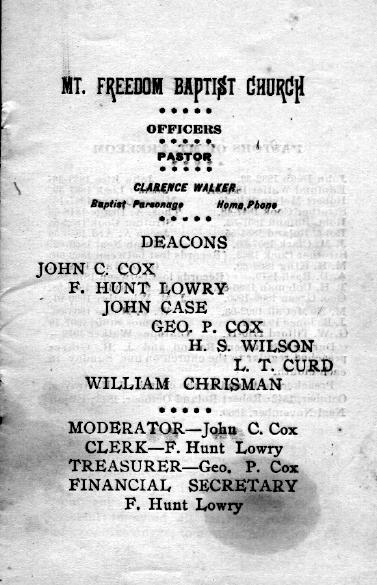 MT. FREEDOM BAPTIST CHURCH
OFFICERS
PASTOR
CLARENCE WALKER
Baptist Parsonage Home Phone
DEACONS
JOHN C. COX
F. HUNT LOWRY
JOHN CASE
GEO. P. COX
H. S. WILSON
L. T. CURD
WILLIAM CHRISMAN
MODERATOR—John C. Cox
CLERK—F. Hunt Lowry
TREASURER—Geo. P. Cox
FINANCIAL SECRETARY
F. Hunt Lowry